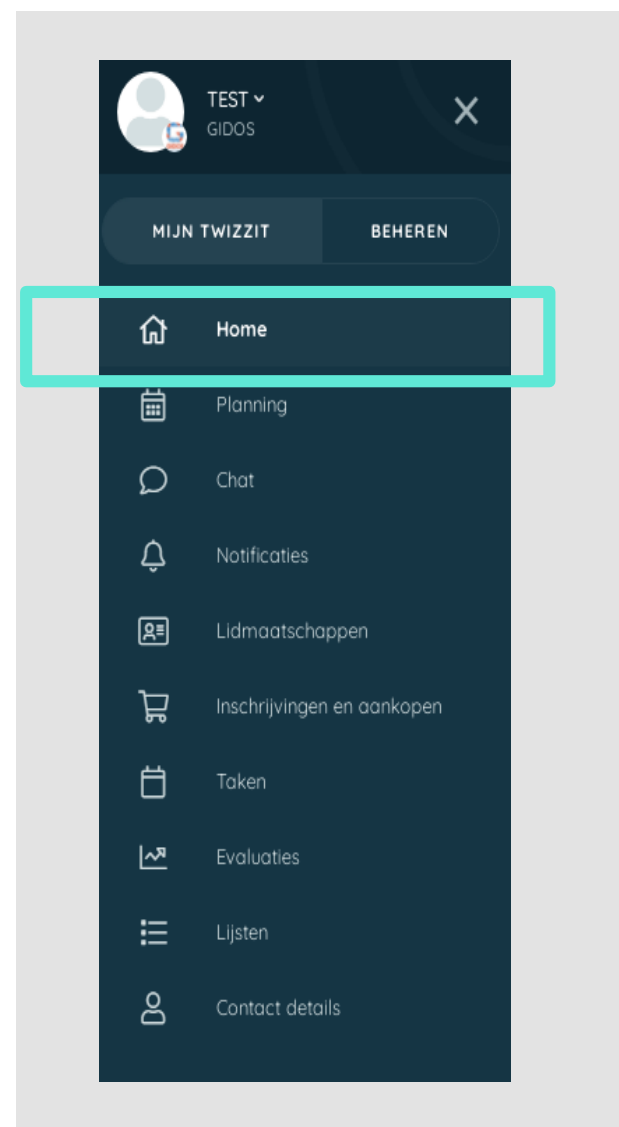 TEST
GIDOS
MIJN TWIZZIT
BEHEREN
Home
Planning
Chat
Notificaties
Lidmaatschappen
Inschrijvingen en aankopen
Taken
Evaluaties
Lijsten
Contact details